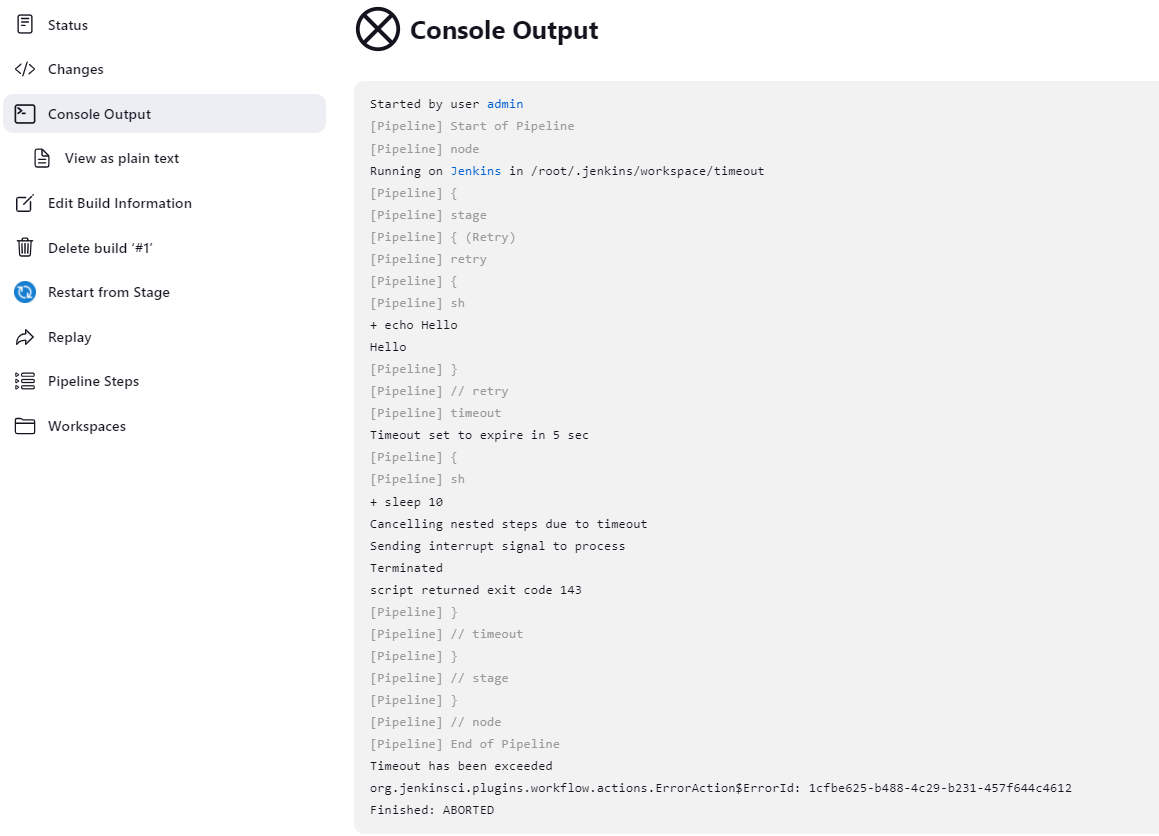 Status
Changes
Console Output
View as plain text
Edit Build Information
Delete build ‘#1’
Restart from Stage
Replay
Pipeline Steps
Workspaces
Console Output
Started by user admin
[Pipeline] Start of Pipeline
[Pipeline] node
Running on Jenkins in /root/.jenkins/workspace/timeout
[Pipeline] {
[Pipeline] stage
[Pipeline] { (Retry)
[Pipeline] retry
[Pipeline] {
[Pipeline] sh
+ echo Hello
Hello
[Pipeline] }
[Pipeline] // retry
[Pipeline] timeout
Timeout set to expire in 5 sec
[Pipeline] {
[Pipeline] sh
+ sleep 10
Cancelling nested steps due to timeout
Sending interrupt signal to process
Terminated
script returned exit code 143
[Pipeline] }
[Pipeline] // timeout
[Pipeline] }
[Pipeline] // stage
[Pipeline] }
[Pipeline] // node
[Pipeline] End of Pipeline
Timeout has been exceeded
org.jenkinsci.plugins.workflow.actions.ErrorAction$ErrorId: 1cfbe625-b488-4c29-b231-457f644c4612
Finished: ABORTED